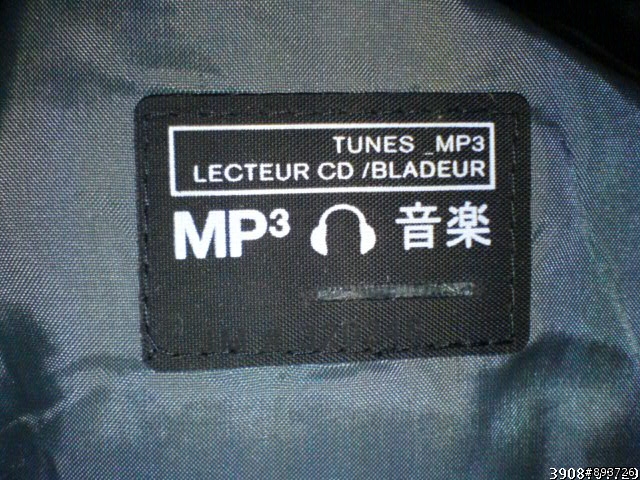 TUNES _MP3
LECTEUR CD /BLADEUR
MP3 音楽